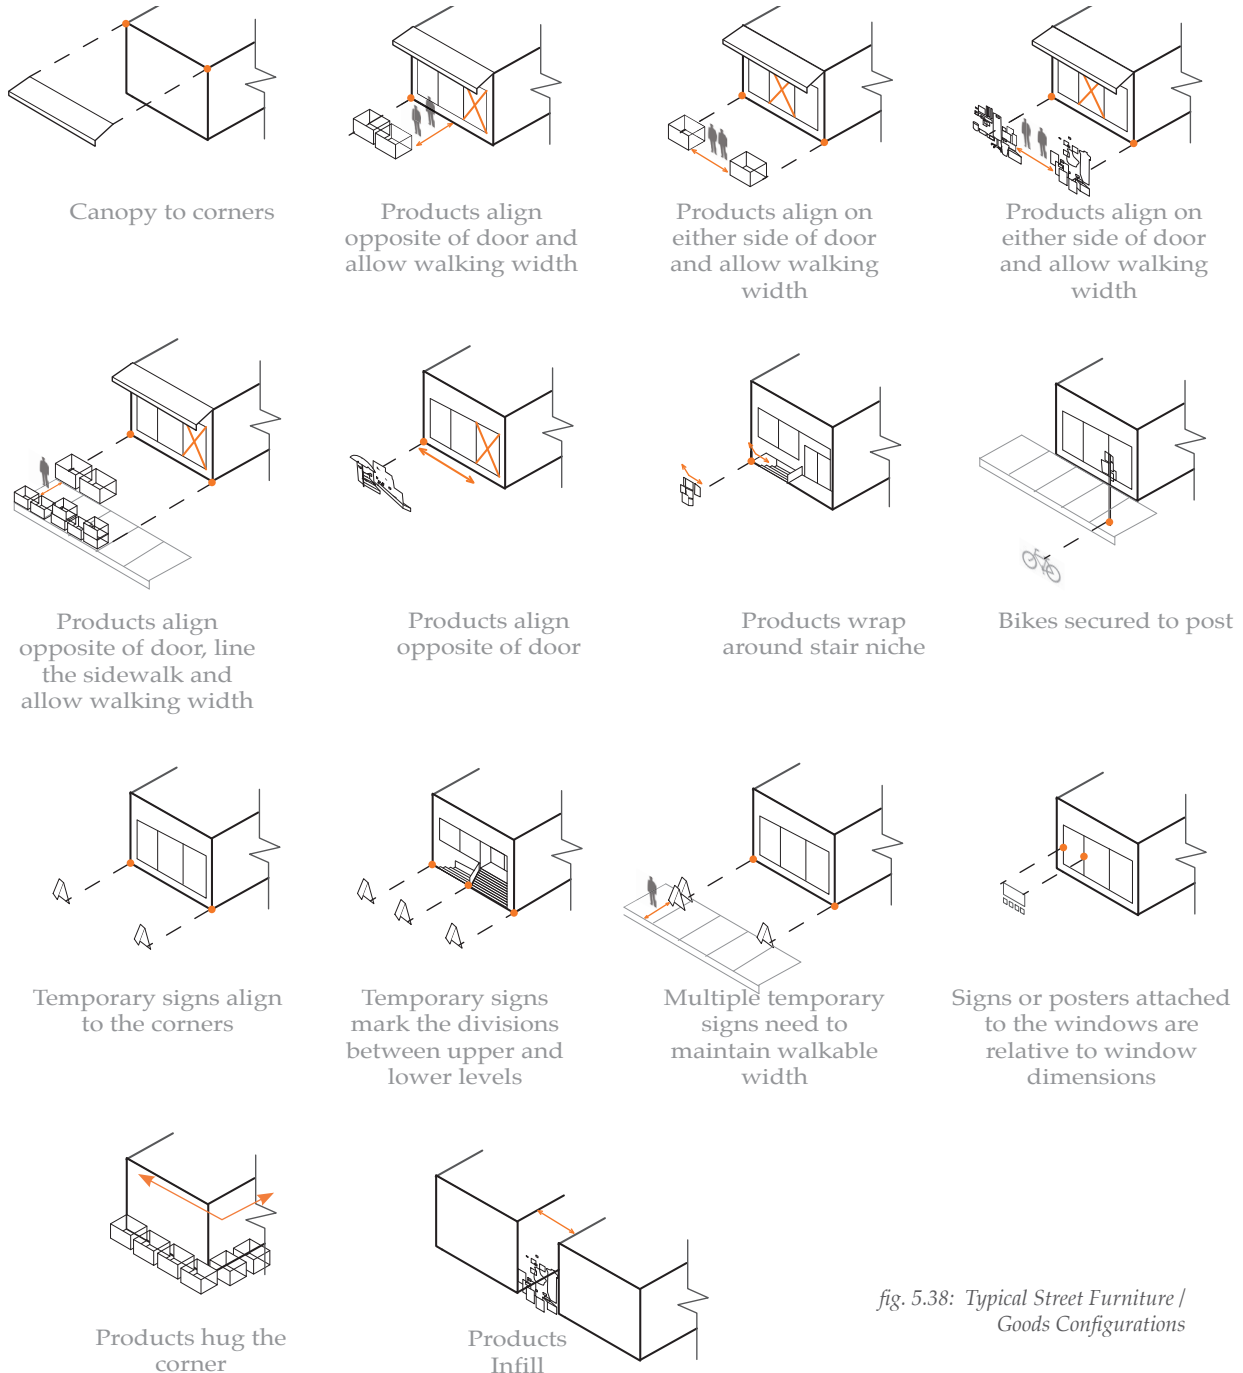 Canopy to corners
Products align
opposite of door and
allow walking width
Products align on
either side of door
and allow walking
width
Products align on
either side of door
and allow walking
width
Products align
opposite of door, line
the sidewalk and
allow walking width
Products align
opposite of door
Products wrap
around stair niche
Bikes secured to post
Temporary signs align
to the corners
Temporary signs
mark the divisions
between upper and
lower levels
Multiple temporary
signs need to
maintain walkable
width
Signs or posters attached
to the windows are
relative to window
dimensions
Products hug the
corner
Products
Infill
fig. 5.38: Typical Street Furniture /
Goods Configurations